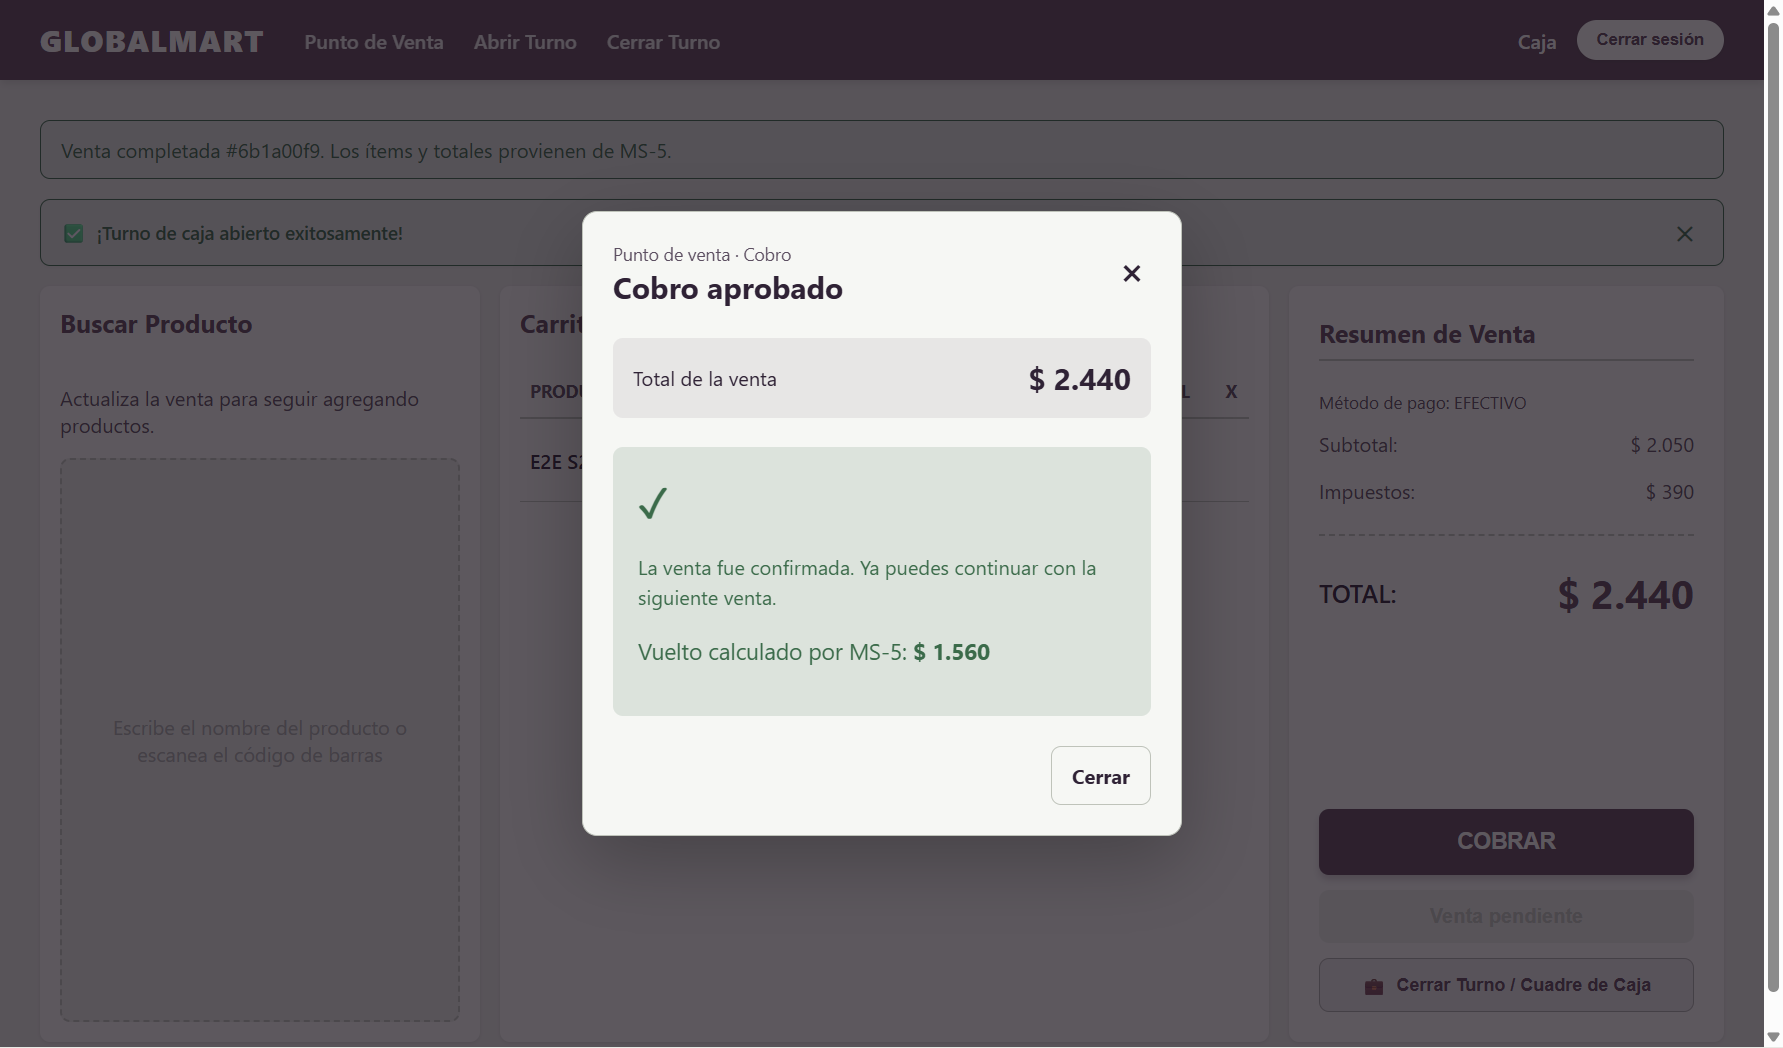 GLOBALMART
Punto de Venta
Abrir Turno
Cerrar Turno
Caja
Cerrar sesión
Venta completada #6b1a00f9. Los ítems y totales provienen de MS-5.
¡Turno de caja abierto exitosamente!
Buscar Producto
Actualiza la venta para seguir agregando
productos.
Escribe el nombre del producto o
escanea el código de barras
X
E2E
Punto de venta · Cobro
Cobro aprobado
Total de la venta
$ 2.440
La venta fue confirmada. Ya puedes continuar con la
siguiente venta.
Vuelto calculado por MS-5: $ 1.560
Cerrar
Resumen de Venta
Método de pago: EFECTIVO
Subtotal:
$ 2.050
Impuestos:
$ 390
TOTAL:
$ 2.440
COBRAR
Venta pendiente
Cerrar Turno / Cuadre de Caja